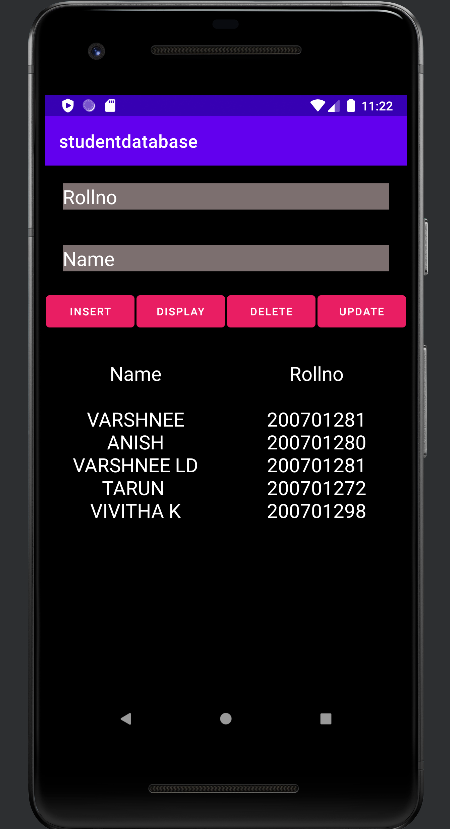 11:22
studentdatabase
Rollno
Name
INSERT DISPLAY DELETE UPDATE
Name Rollno
VARSHNEE 200701281
ANISH 200701280
VARSHNEE LD 200701281
TARUN 200701272
VIVITHA K 200701298